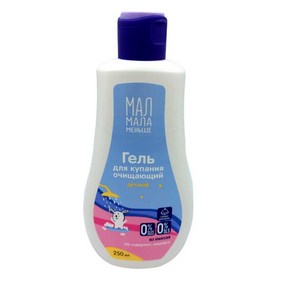 МАЛ
МАЛА
МЕНЬШЕ
Гель
для купания
очищающий
детский
0% 0%
250 мл